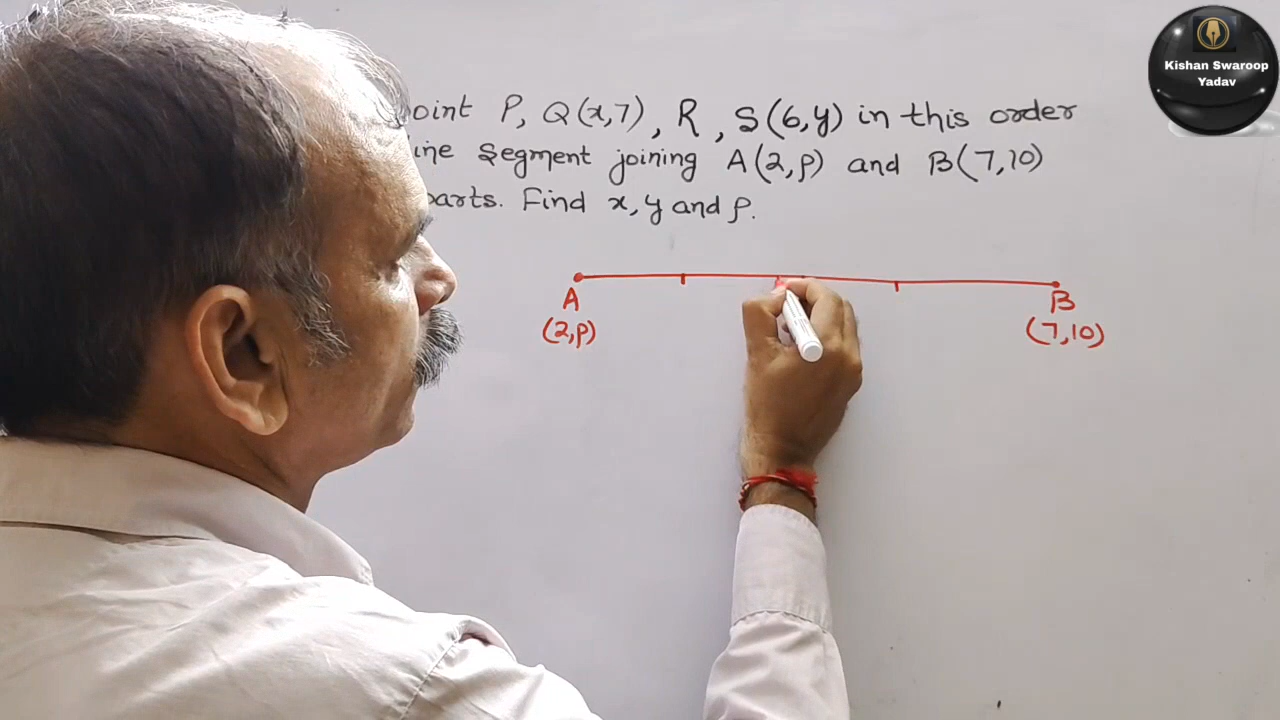 Kishan Swaroop
Yadav
oint P, Q(x,7), R, S(6,y) in this order
ine segment joining A(2,p) and B(7,10)
parts. Find x, y and p.
A
B
(2,p)
(7,10)